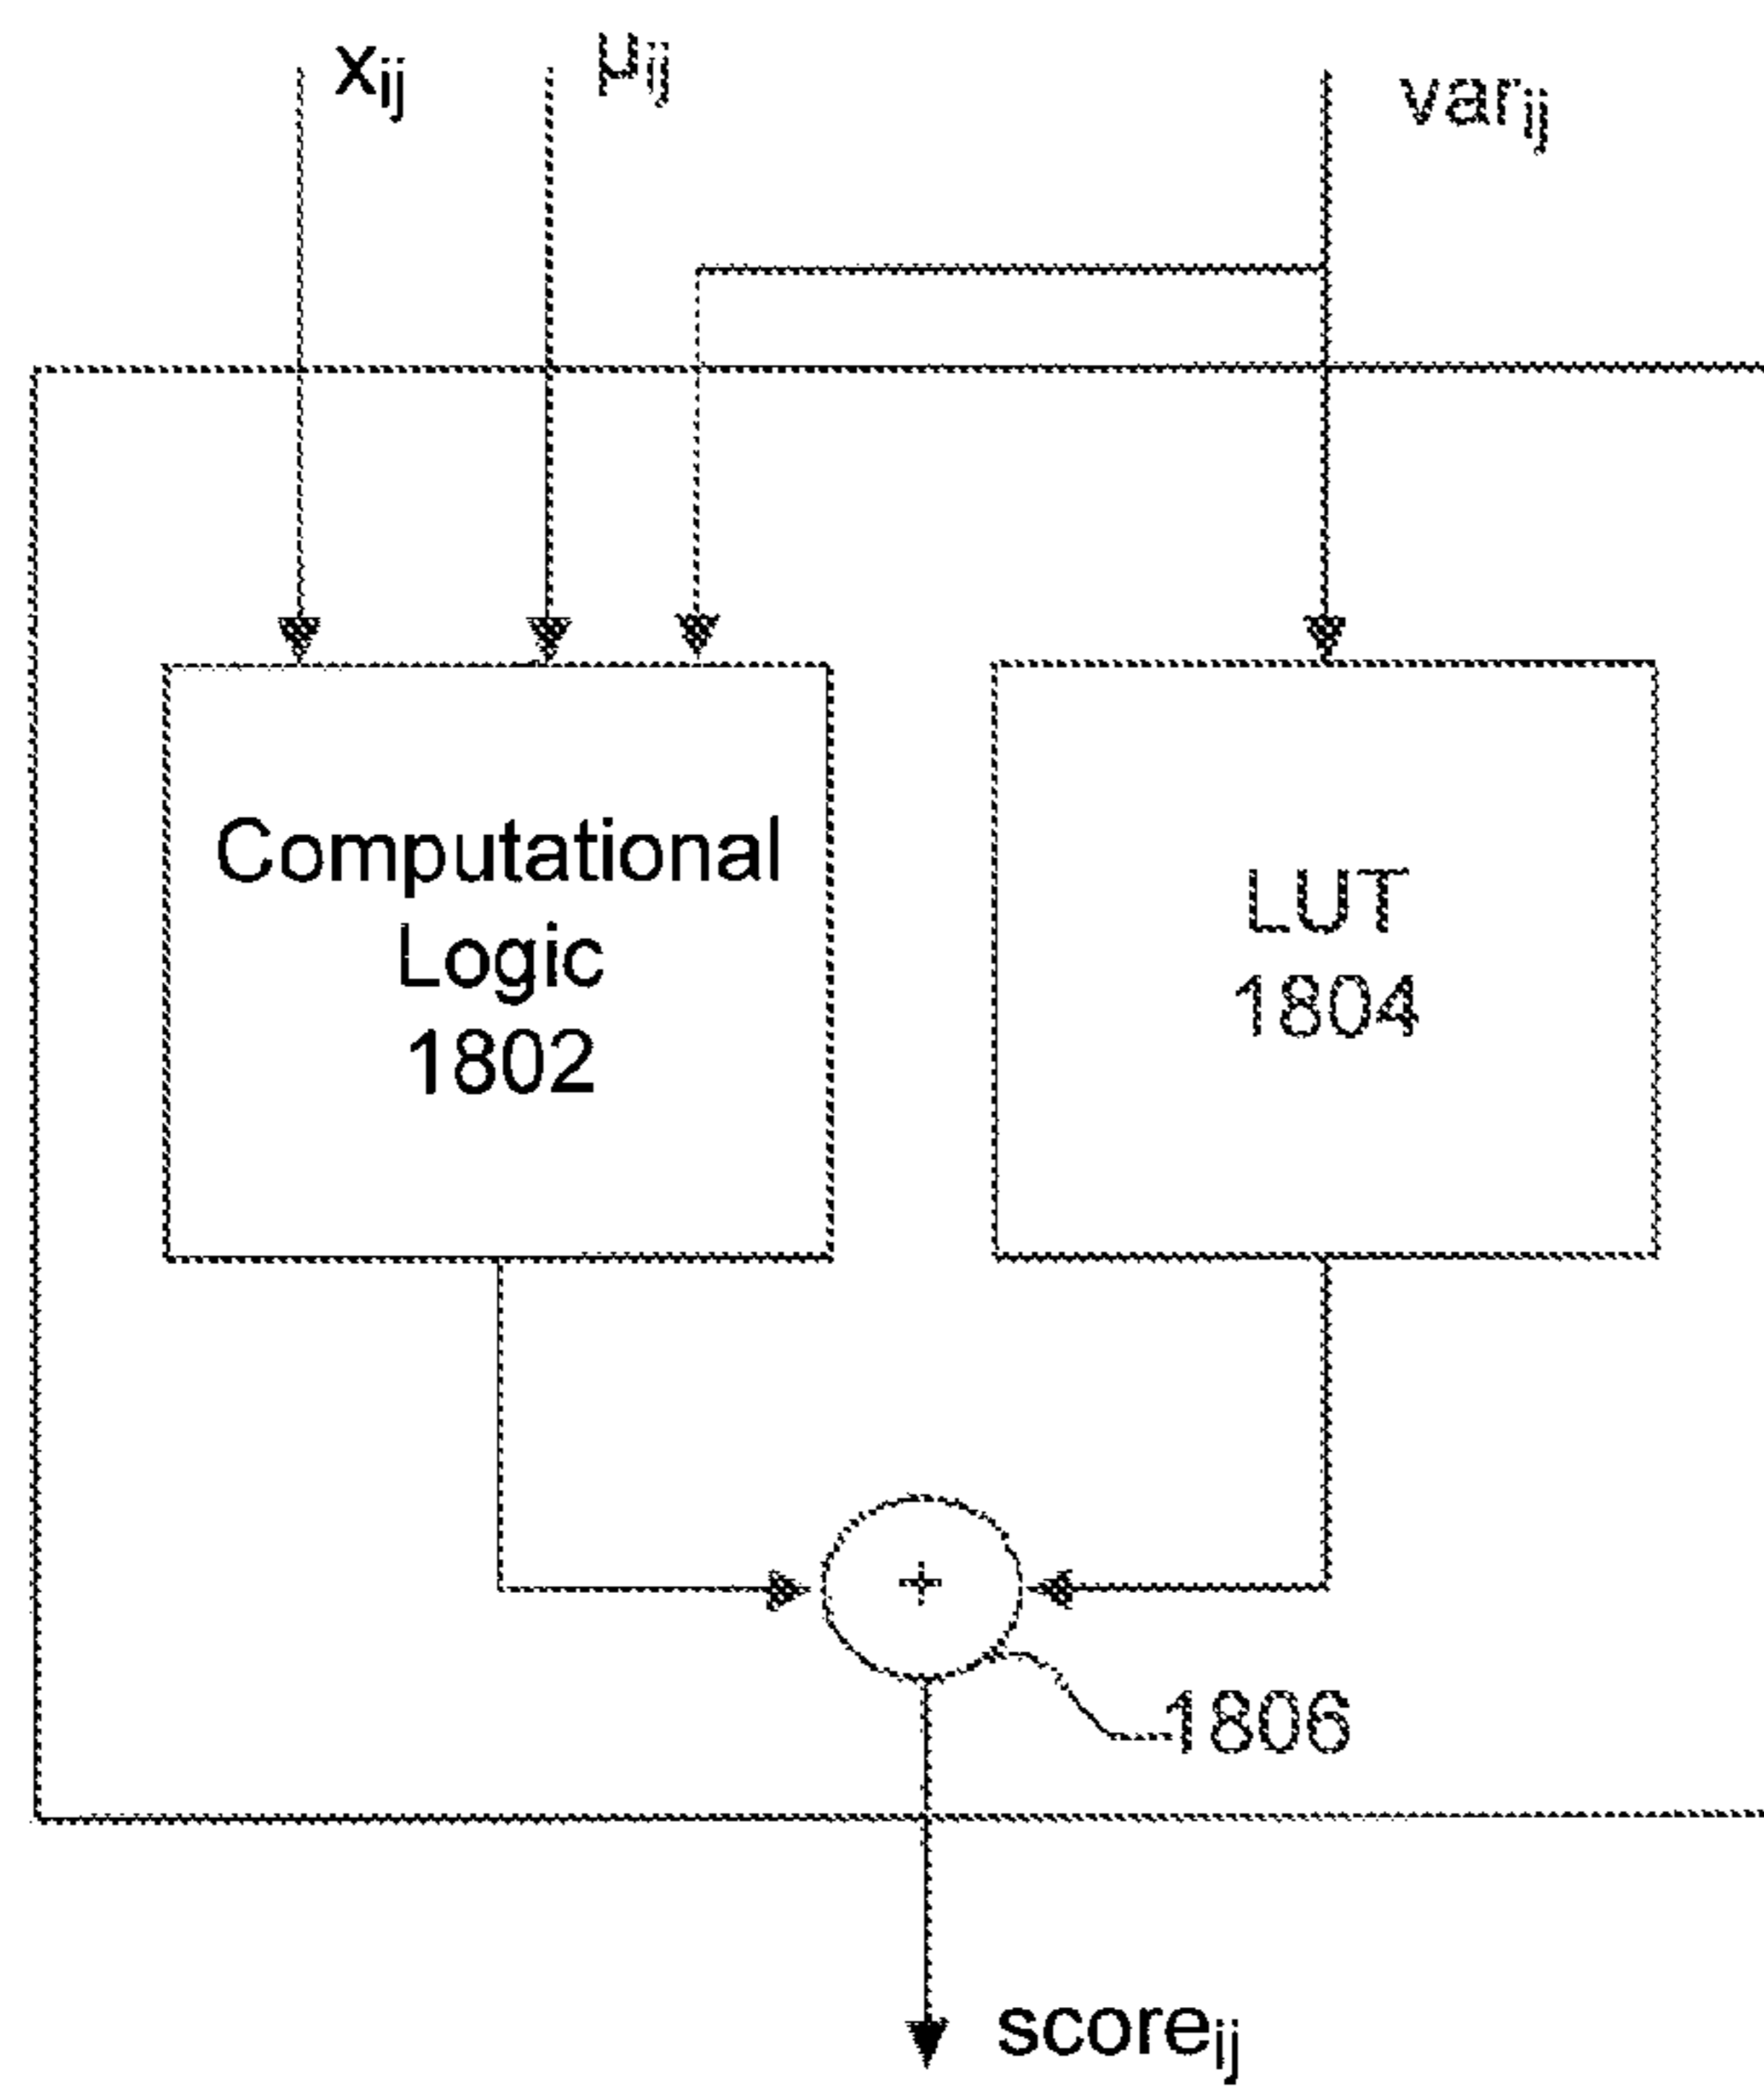 xij
μij
varij
Computational
Logic
1802
LUT
1804
+
1806
scoreij